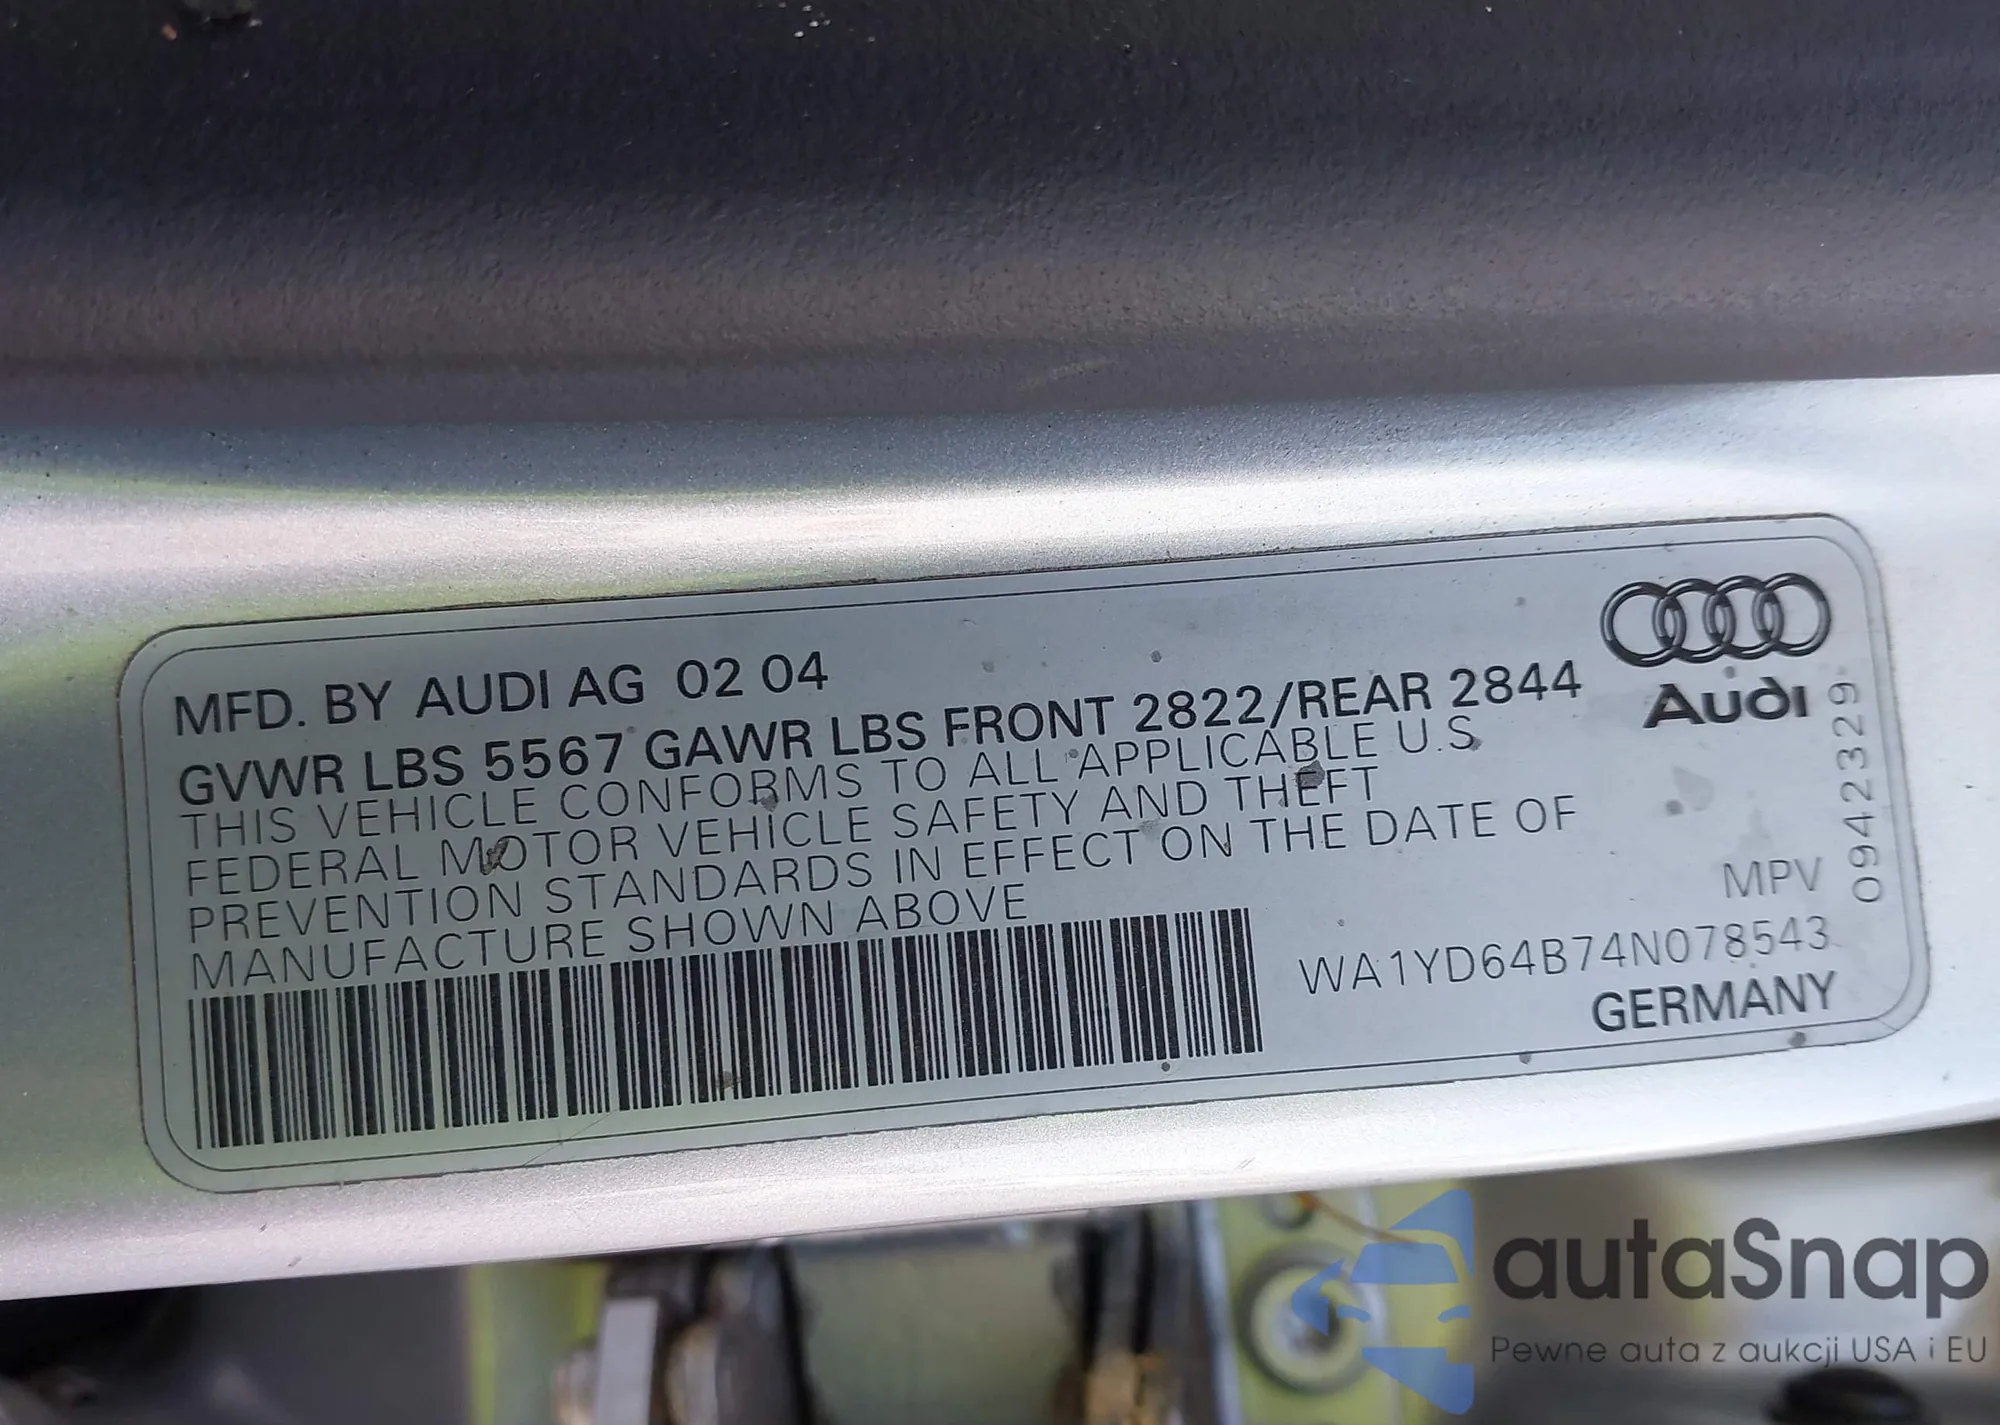 MFD. BY AUDI AG 02 04
GVWR LBS 5567 GAWR LBS FRONT 2822/REAR 2844
THIS VEHICLE CONFORMS TO ALL APPLICABLE U.S.
FEDERAL MOTOR VEHICLE SAFETY AND THEFT
PREVENTION STANDARDS IN EFFECT ON THE DATE OF
MANUFACTURE SHOWN ABOVE
Audi
0942329
MPV
WA1YD64B74N078543
GERMANY
autaSnap
Pewne auta z aukcji USA i EU